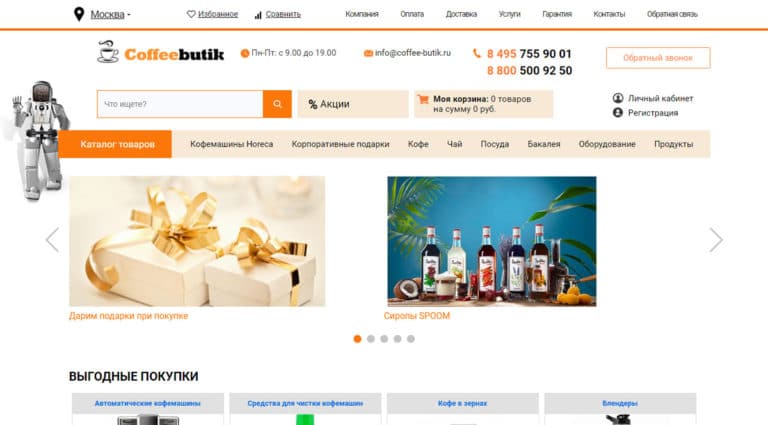 Москва
Избранное
Сравнить
Компания
Оплата
Доставка
Услуги
Гарантия
Контакты
Обратная связь
Coffeebutik
Пн-Пт: с 9.00 до 19.00
info@coffee-butik.ru
8 495 755 90 01
8 800 500 92 50
Обратный звонок
Что ищете?
% Акции
Моя корзина: 0 товаров
на сумму 0 руб.
Личный кабинет
Регистрация
Каталог товаров
Кофемашины Horeca
Корпоративные подарки
Кофе
Чай
Посуда
Бакалея
Оборудование
Продукты
Дарим подарки при покупке
Сиропы SPOOM
ВЫГОДНЫЕ ПОКУПКИ
Автоматические кофемашины
Средства для чистки кофемашин
Кофе в зернах
Блендеры